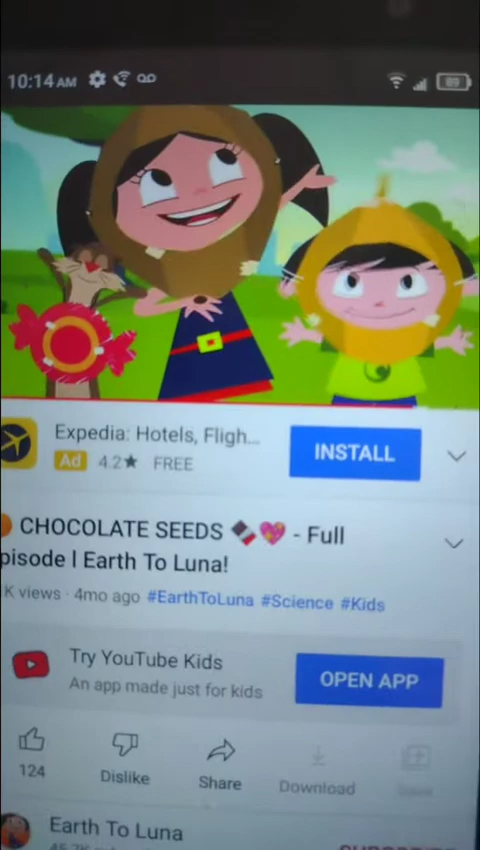 10:14 AM
89
Expedia: Hotels, Fligh...
Ad 4.2★ FREE
INSTALL
CHOCOLATE SEEDS 🍫💖 - Full
pisode l Earth To Luna!
K views · 4mo ago #EarthToLuna #Science #Kids
Try YouTube Kids
An app made just for kids
OPEN APP
124
Dislike
Share
Download
Earth To Luna